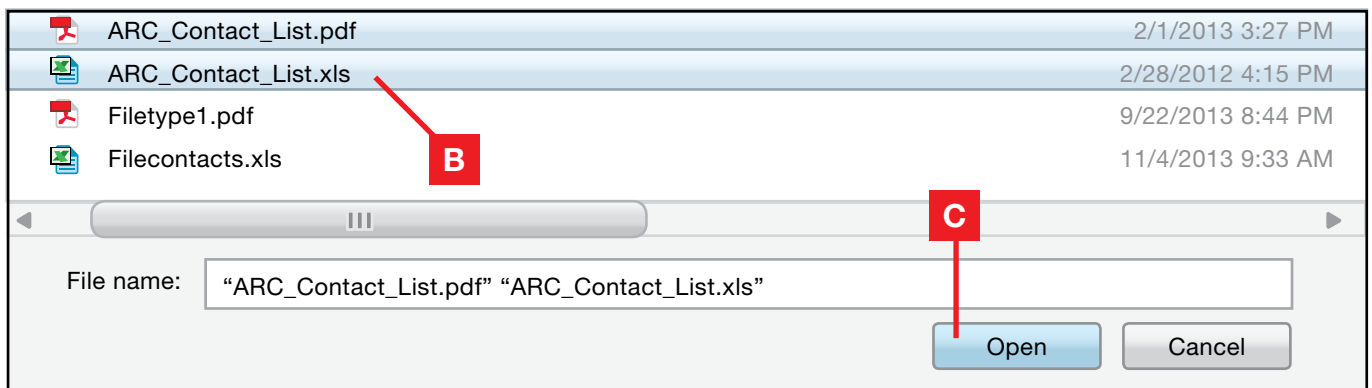 ARC_Contact_List.pdf 2/1/2013 3:27 PM
ARC_Contact_List.xls 2/28/2012 4:15 PM
Filetype1.pdf 9/22/2013 8:44 PM
Filecontacts.xls 11/4/2013 9:33 AM
B
C
File name: “ARC_Contact_List.pdf” “ARC_Contact_List.xls”
Open Cancel